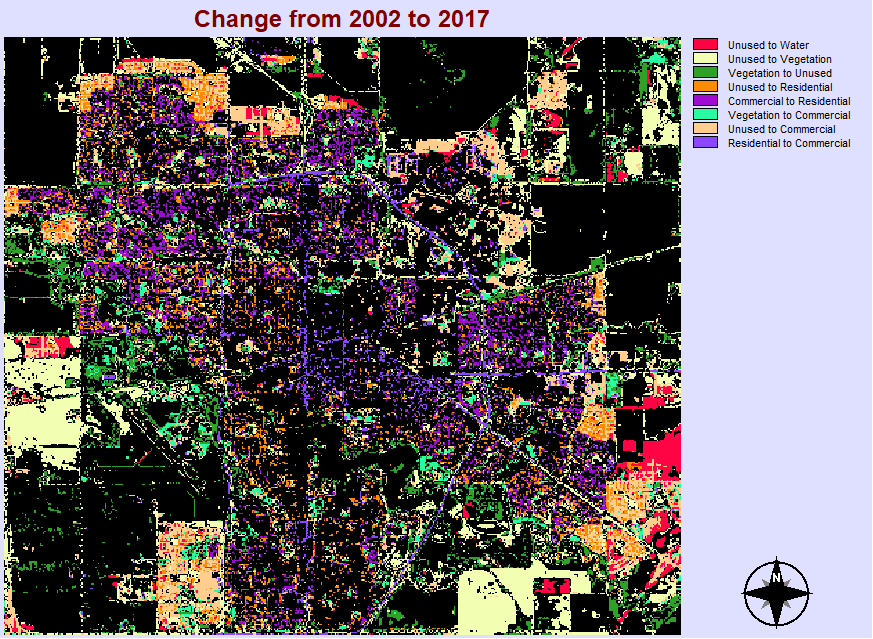 Change from 2002 to 2017
Unused to Water
Unused to Vegetation
Vegetation to Unused
Unused to Residential
Commercial to Residential
Vegetation to Commercial
Unused to Commercial
Residential to Commercial
N